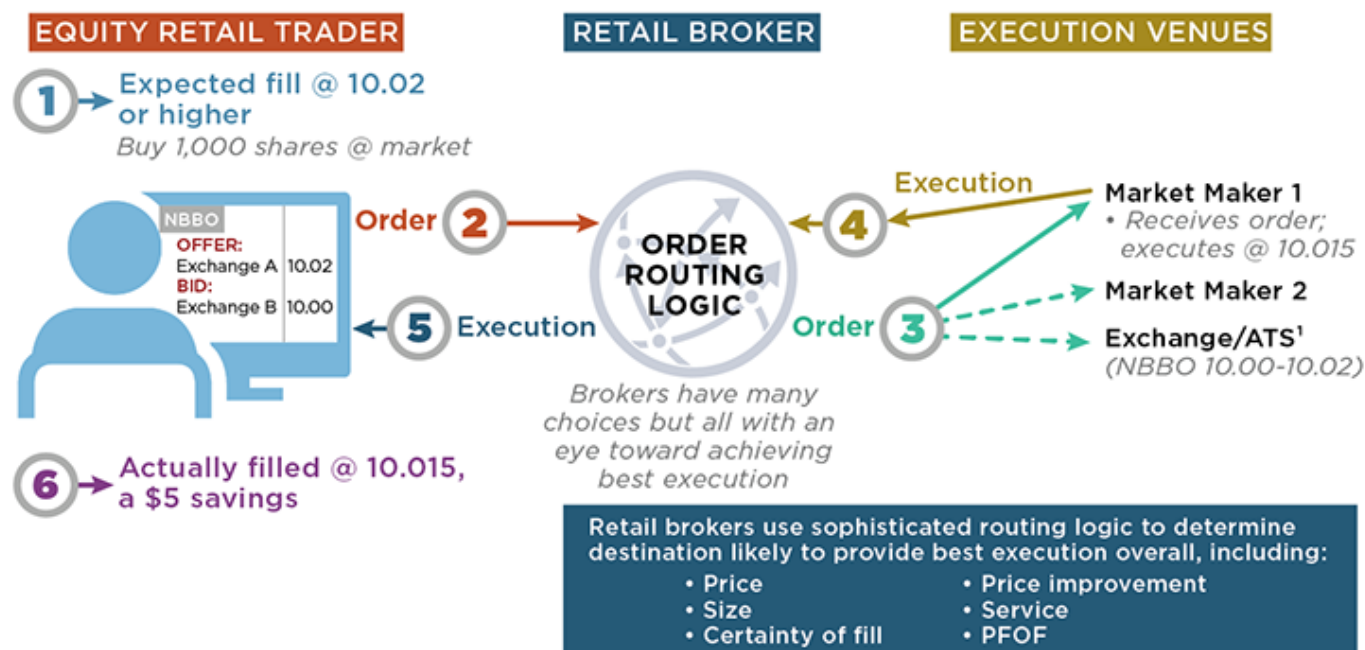 EQUITY RETAIL TRADER
RETAIL BROKER
EXECUTION VENUES
1
Expected fill @ 10.02
or higher
Buy 1,000 shares @ market
NBBO
OFFER:
Exchange A 10.02
BID:
Exchange B 10.00
Order 2
5 Execution
6
Actually filled @ 10.015,
a $5 savings
ORDER
ROUTING
LOGIC
Brokers have many
choices but all with an
eye toward achieving
best execution
Execution
4
Order 3
Market Maker 1
• Receives order;
executes @ 10.015
Market Maker 2
Exchange/ATS¹
(NBBO 10.00-10.02)
Retail brokers use sophisticated routing logic to determine
destination likely to provide best execution overall, including:
• Price
• Size
• Certainty of fill
• Price improvement
• Service
• PFOF